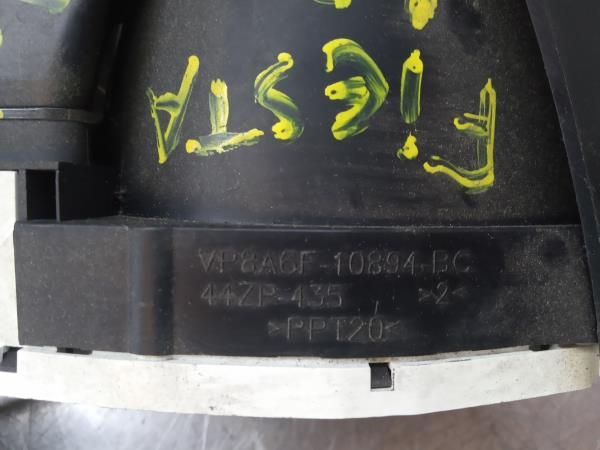 FIESTA
VP8A6F-10894-BC
44ZP-435 >2<
>PPT20<